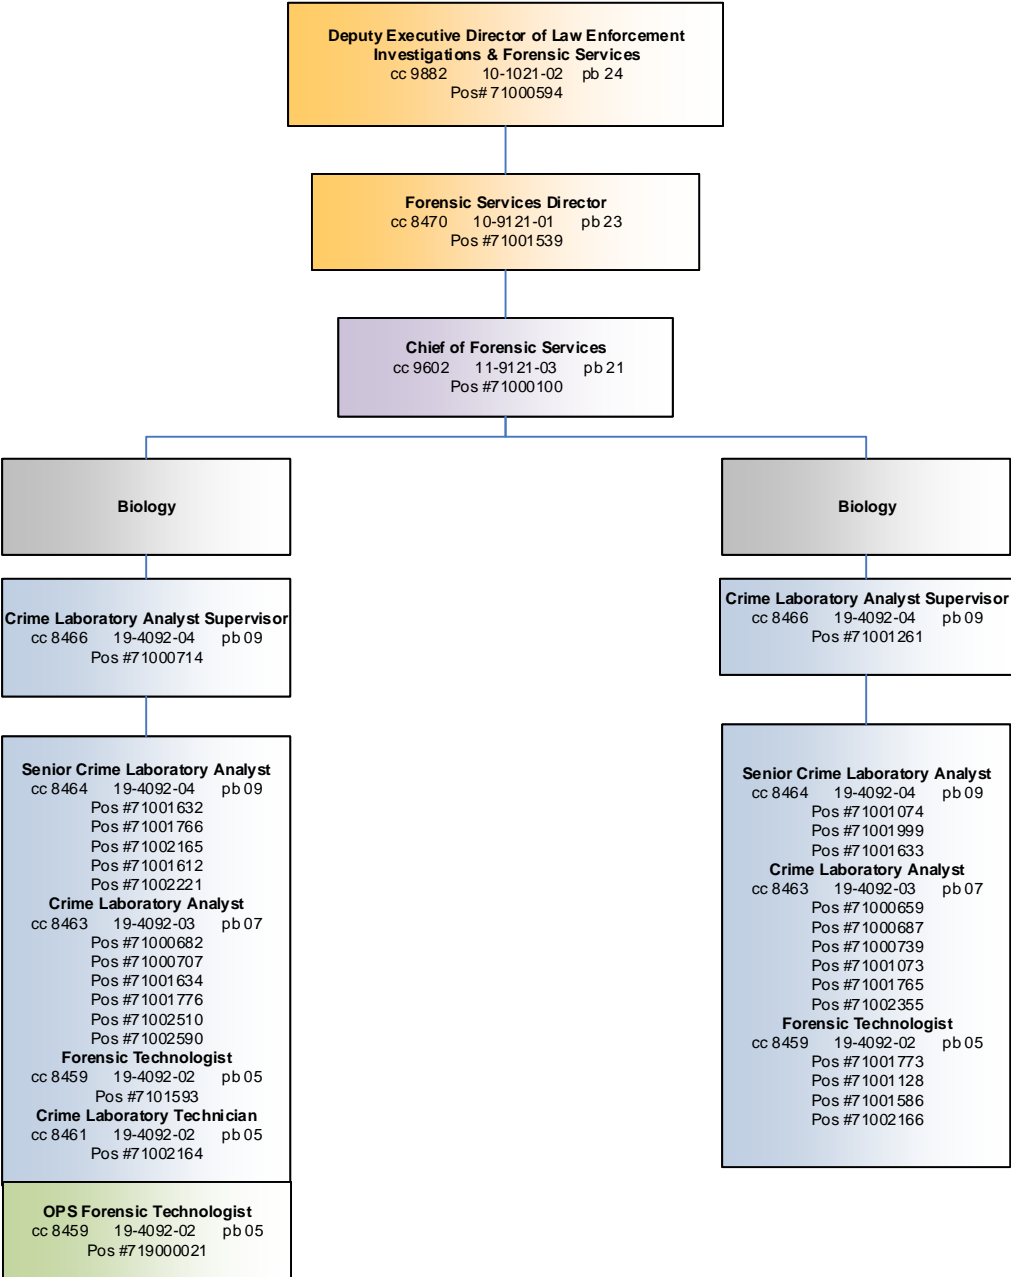 Deputy Executive Director of Law Enforcement
Investigations & Forensic Services
cc 9882 10-1021-02 pb 24
Pos# 71000594
Forensic Services Director
cc 8470 10-9121-01 pb 23
Pos #71001539
Chief of Forensic Services
cc 9602 11-9121-03 pb 21
Pos #71000100
Biology
Crime Laboratory Analyst Supervisor
cc 8466 19-4092-04 pb 09
Pos #71000714
Senior Crime Laboratory Analyst
cc 8464 19-4092-04 pb 09
Pos #71001632
Pos #71001766
Pos #71002165
Pos #71001612
Pos #71002221
Crime Laboratory Analyst
cc 8463 19-4092-03 pb 07
Pos #71000682
Pos #71000707
Pos #71001634
Pos #71001776
Pos #71002510
Pos #71002590
Forensic Technologist
cc 8459 19-4092-02 pb 05
Pos #7101593
Crime Laboratory Technician
cc 8461 19-4092-02 pb 05
Pos #71002164
OPS Forensic Technologist
cc 8459 19-4092-02 pb 05
Pos #719000021
Biology
Crime Laboratory Analyst Supervisor
cc 8466 19-4092-04 pb 09
Pos #71001261
Senior Crime Laboratory Analyst
cc 8464 19-4092-04 pb 09
Pos #71001074
Pos #71001999
Pos #71001633
Crime Laboratory Analyst
cc 8463 19-4092-03 pb 07
Pos #71000659
Pos #71000687
Pos #71000739
Pos #71001073
Pos #71001765
Pos #71002355
Forensic Technologist
cc 8459 19-4092-02 pb 05
Pos #71001773
Pos #71001128
Pos #71001586
Pos #71002166